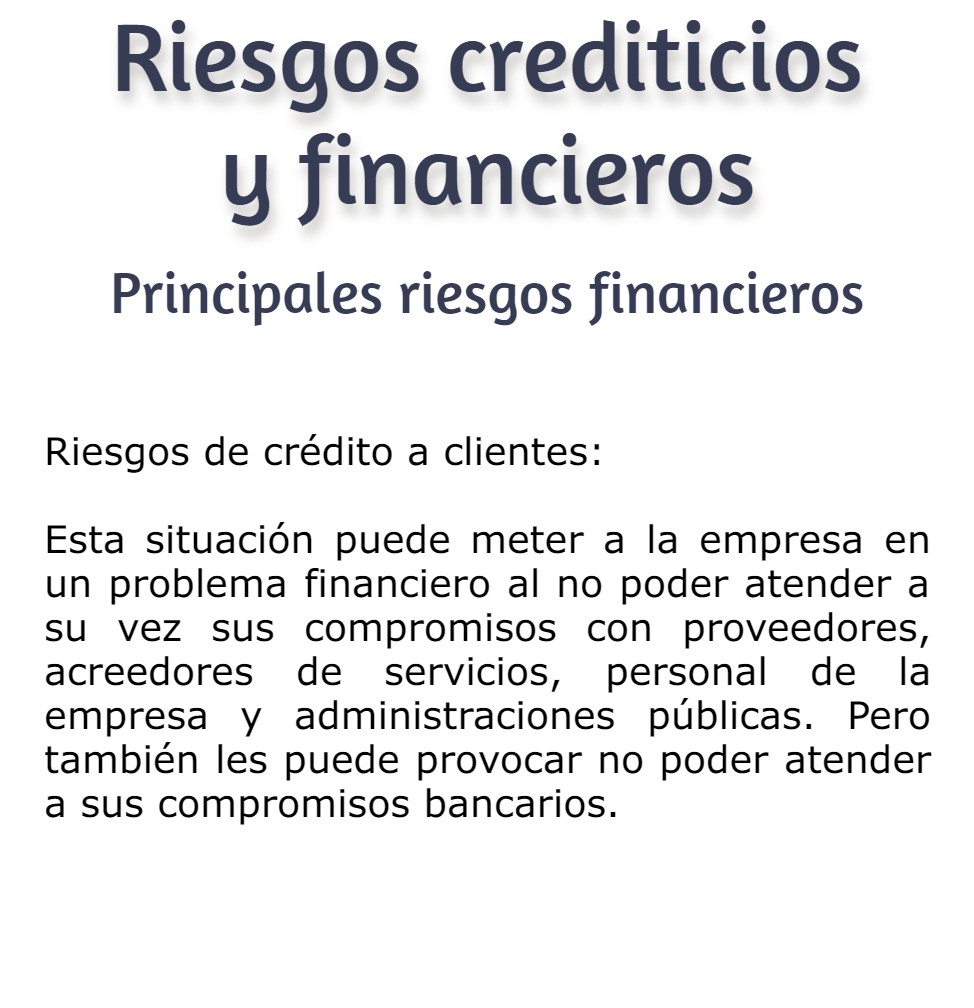 Riesgos crediticios
y financieros
Principales riesgos financieros
Riesgos de crédito a clientes:
Esta situación puede meter a la empresa en
un problema financiero al no poder atender a
su vez sus compromisos con proveedores,
acreedores de servicios, personal de la
empresa y administraciones públicas. Pero
también les puede provocar no poder atender
a sus compromisos bancarios.